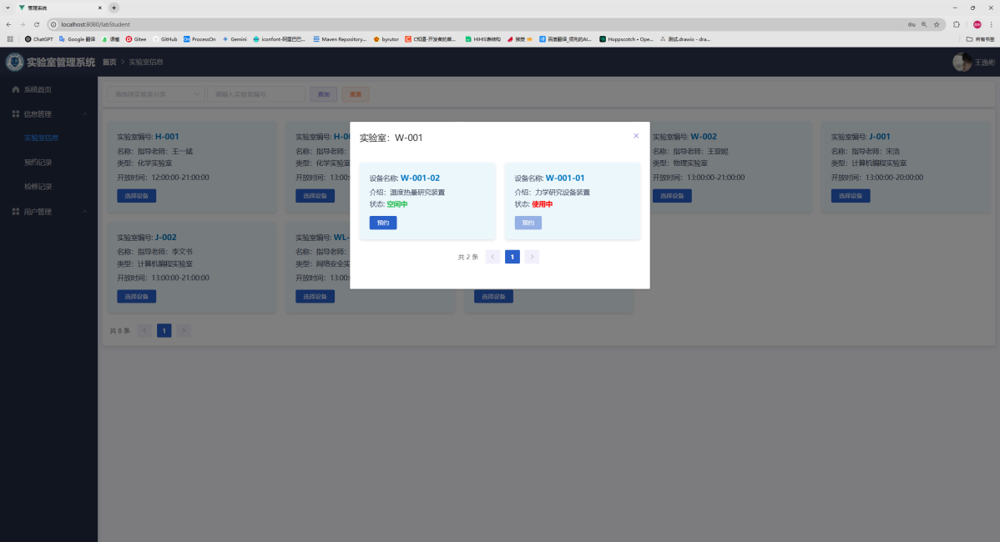 管理系统
localhost:8080/labStudent
ChatGPT
Google 翻译
语雀
Gitee
GitHub
ProcessOn
Gemini
iconfont-阿里巴巴...
Maven Repository...
byrutor
C知道-开发者的第...
HIHIS表结构
豌荚
百度翻译_领先的AI...
Hoppscotch • Ope...
测试.drawio - dra...
所有书签
实验室管理系统
首页
实验室信息
王逸彬
系统首页
信息管理
实验室信息
预约记录
检修记录
用户管理
请选择实验室分类
请输入实验室编号
查询
重置
实验室编号: H-001
名称：指导老师：王一斌
类型：化学实验室
开放时间：12:00:00-21:00:00
选择设备
实验室编号: H-0
名称：指导老师：
类型：化学实验室
开放时间：13:00:
选择设备
实验室编号: W-002
名称：指导老师：王亚妮
类型：物理实验室
开放时间：13:00:00-21:00:00
选择设备
实验室编号: J-001
名称：指导老师：宋浩
类型：计算机编程实验室
开放时间：13:00:00-20:00:00
选择设备
实验室编号: J-002
名称：指导老师：李文书
类型：计算机编程实验室
开放时间：13:00:00-21:00:00
选择设备
实验室编号: WL-
名称：指导老师：
类型：网络安全实
开放时间：13:00:
选择设备
选择设备
共 8 条
1
实验室：W-001
设备名称: W-001-02
介绍：温度热量研究装置
状态: 空闲中
预约
设备名称: W-001-01
介绍：力学研究设备装置
状态: 使用中
预约
共 2 条
1